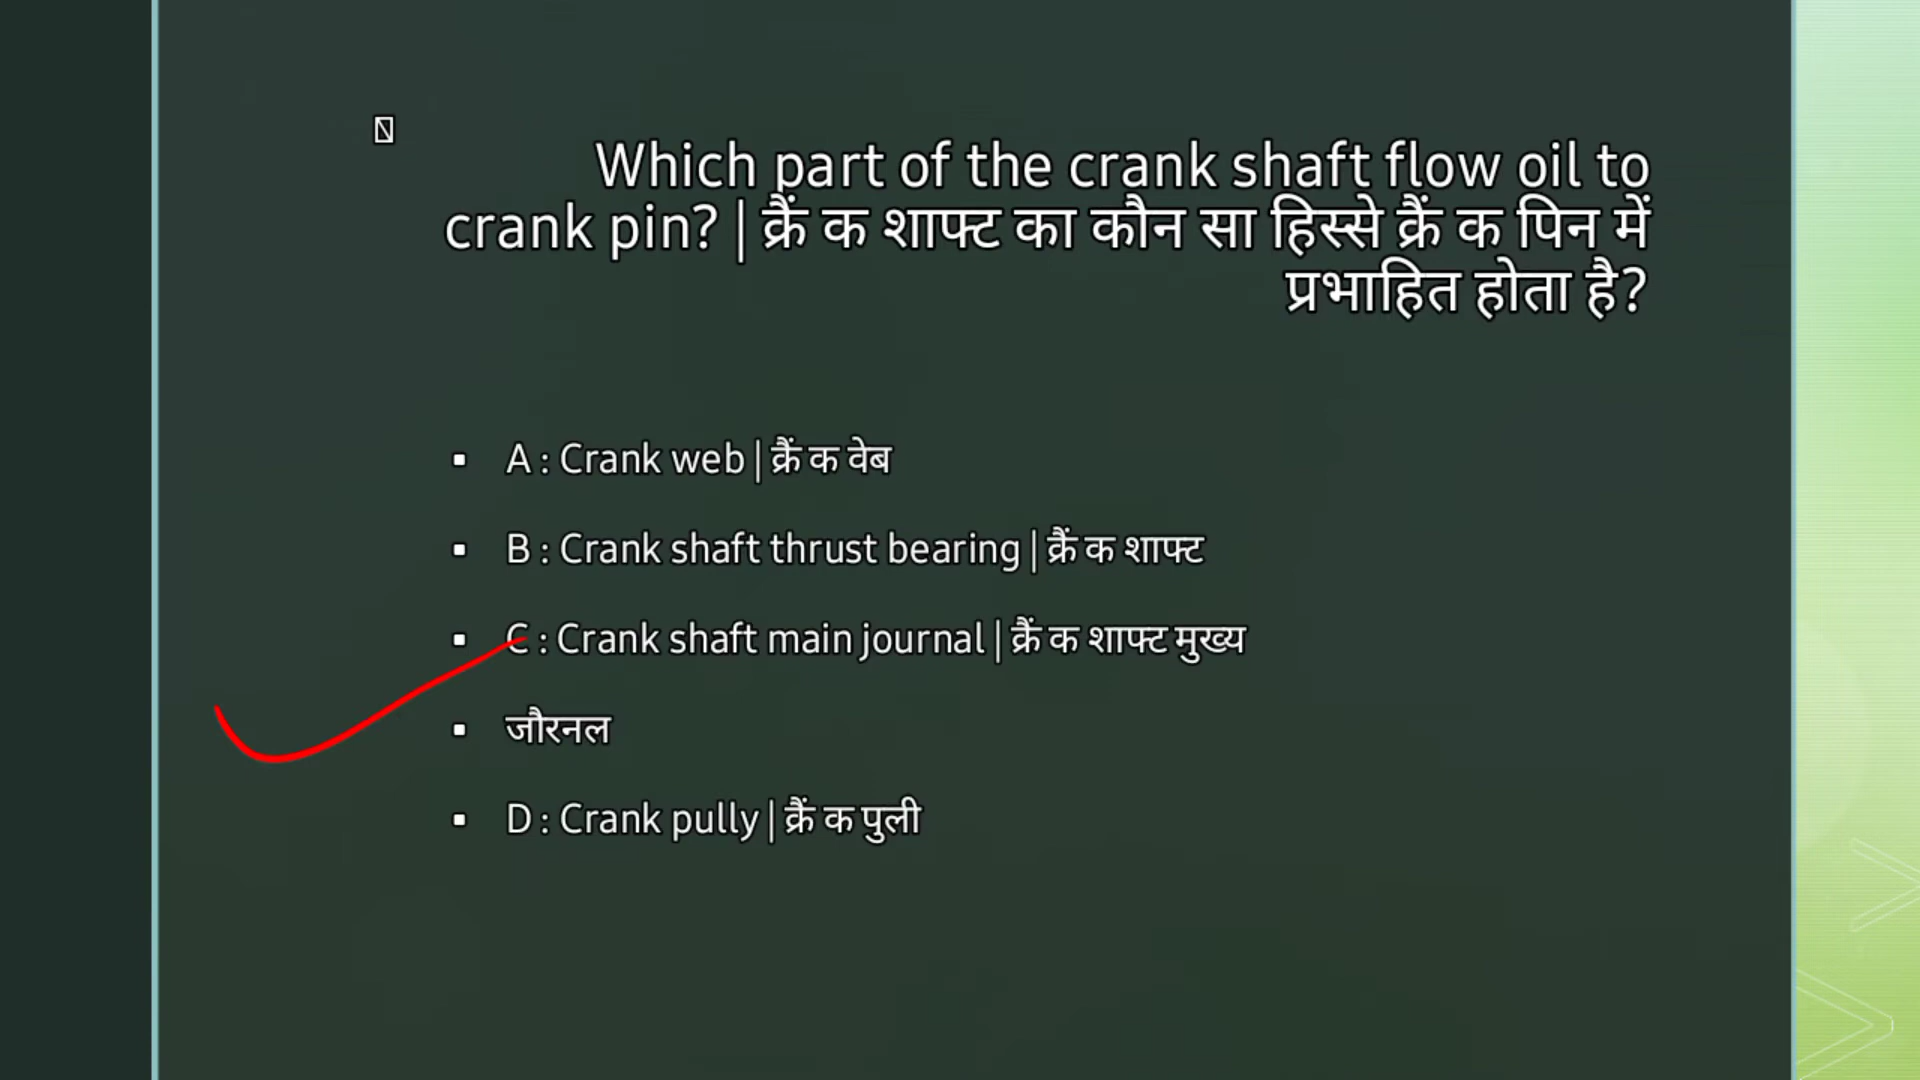 Which part of the crank shaft flow oil to
crank pin? | क्रैं क शाफ्ट का कौन सा हिस्से क्रैं क पिन में
प्रभाहित होता है?
▪ A : Crank web | क्रैं क वेब
▪ B : Crank shaft thrust bearing | क्रैं क शाफ्ट
▪ C : Crank shaft main journal | क्रैं क शाफ्ट मुख्य
▪ जौरनल
▪ D : Crank pully | क्रैं क पुली